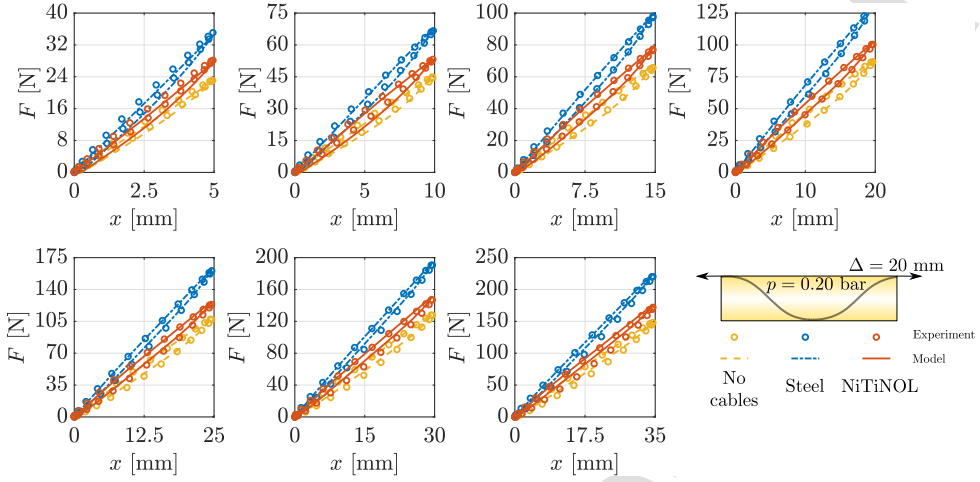 40
32
24
16
8
0
F [N]
0
2.5
5
x [mm]
75
60
45
30
15
0
F [N]
0
5
10
x [mm]
100
80
60
40
20
0
F [N]
0
7.5
15
x [mm]
125
100
75
50
25
0
F [N]
0
10
20
x [mm]
175
140
105
70
35
0
F [N]
0
12.5
25
x [mm]
200
160
120
80
40
0
F [N]
0
15
30
x [mm]
250
200
150
100
50
0
F [N]
0
17.5
35
x [mm]
Δ = 20 mm
p = 0.20 bar
Experiment
Model
No
cables
Steel
NiTiNOL